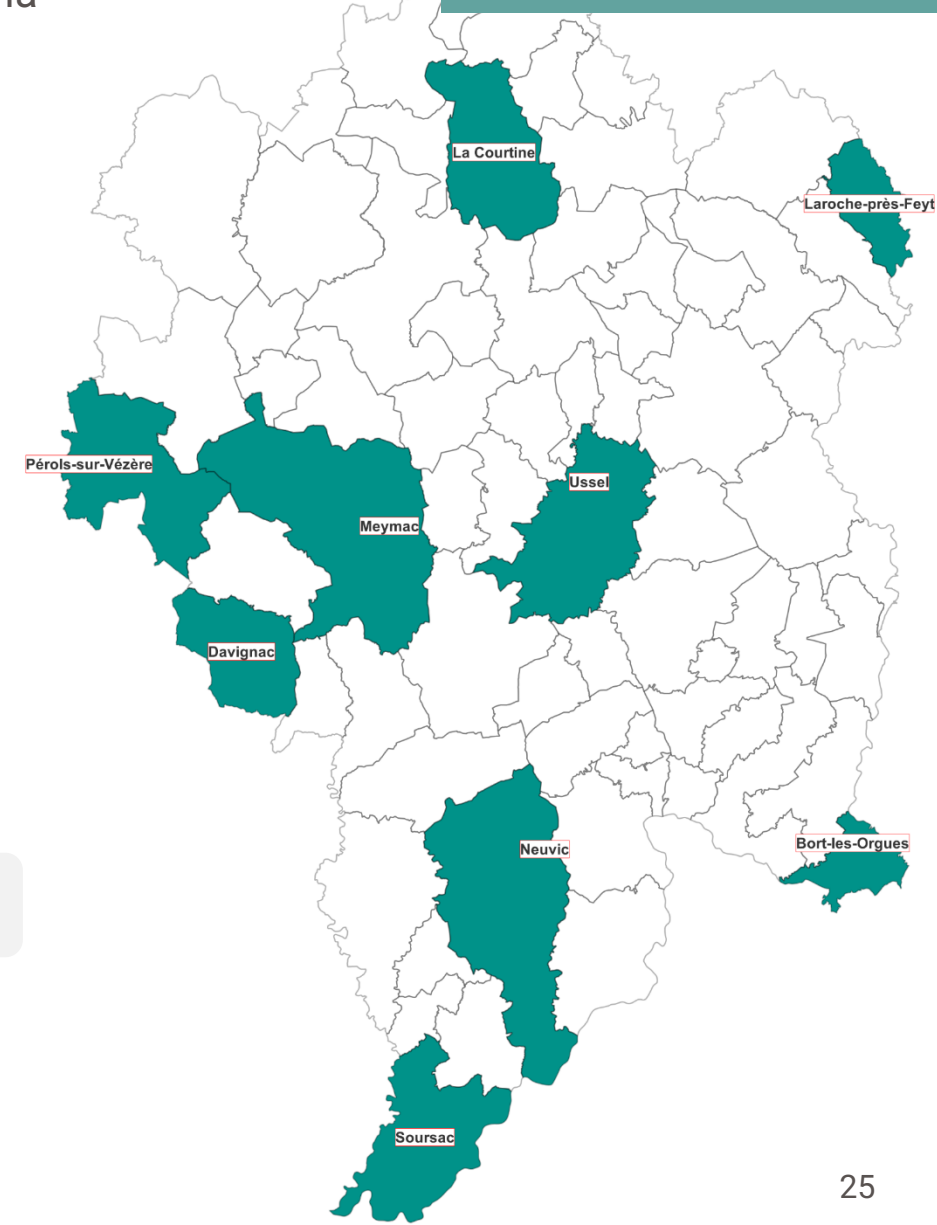 La Courtine
Laroche-près-Feyt
Pérols-sur-Vézère
Ussel
Meymac
Davignac
Bort-les-Orgues
Neuvic
Soursac
25